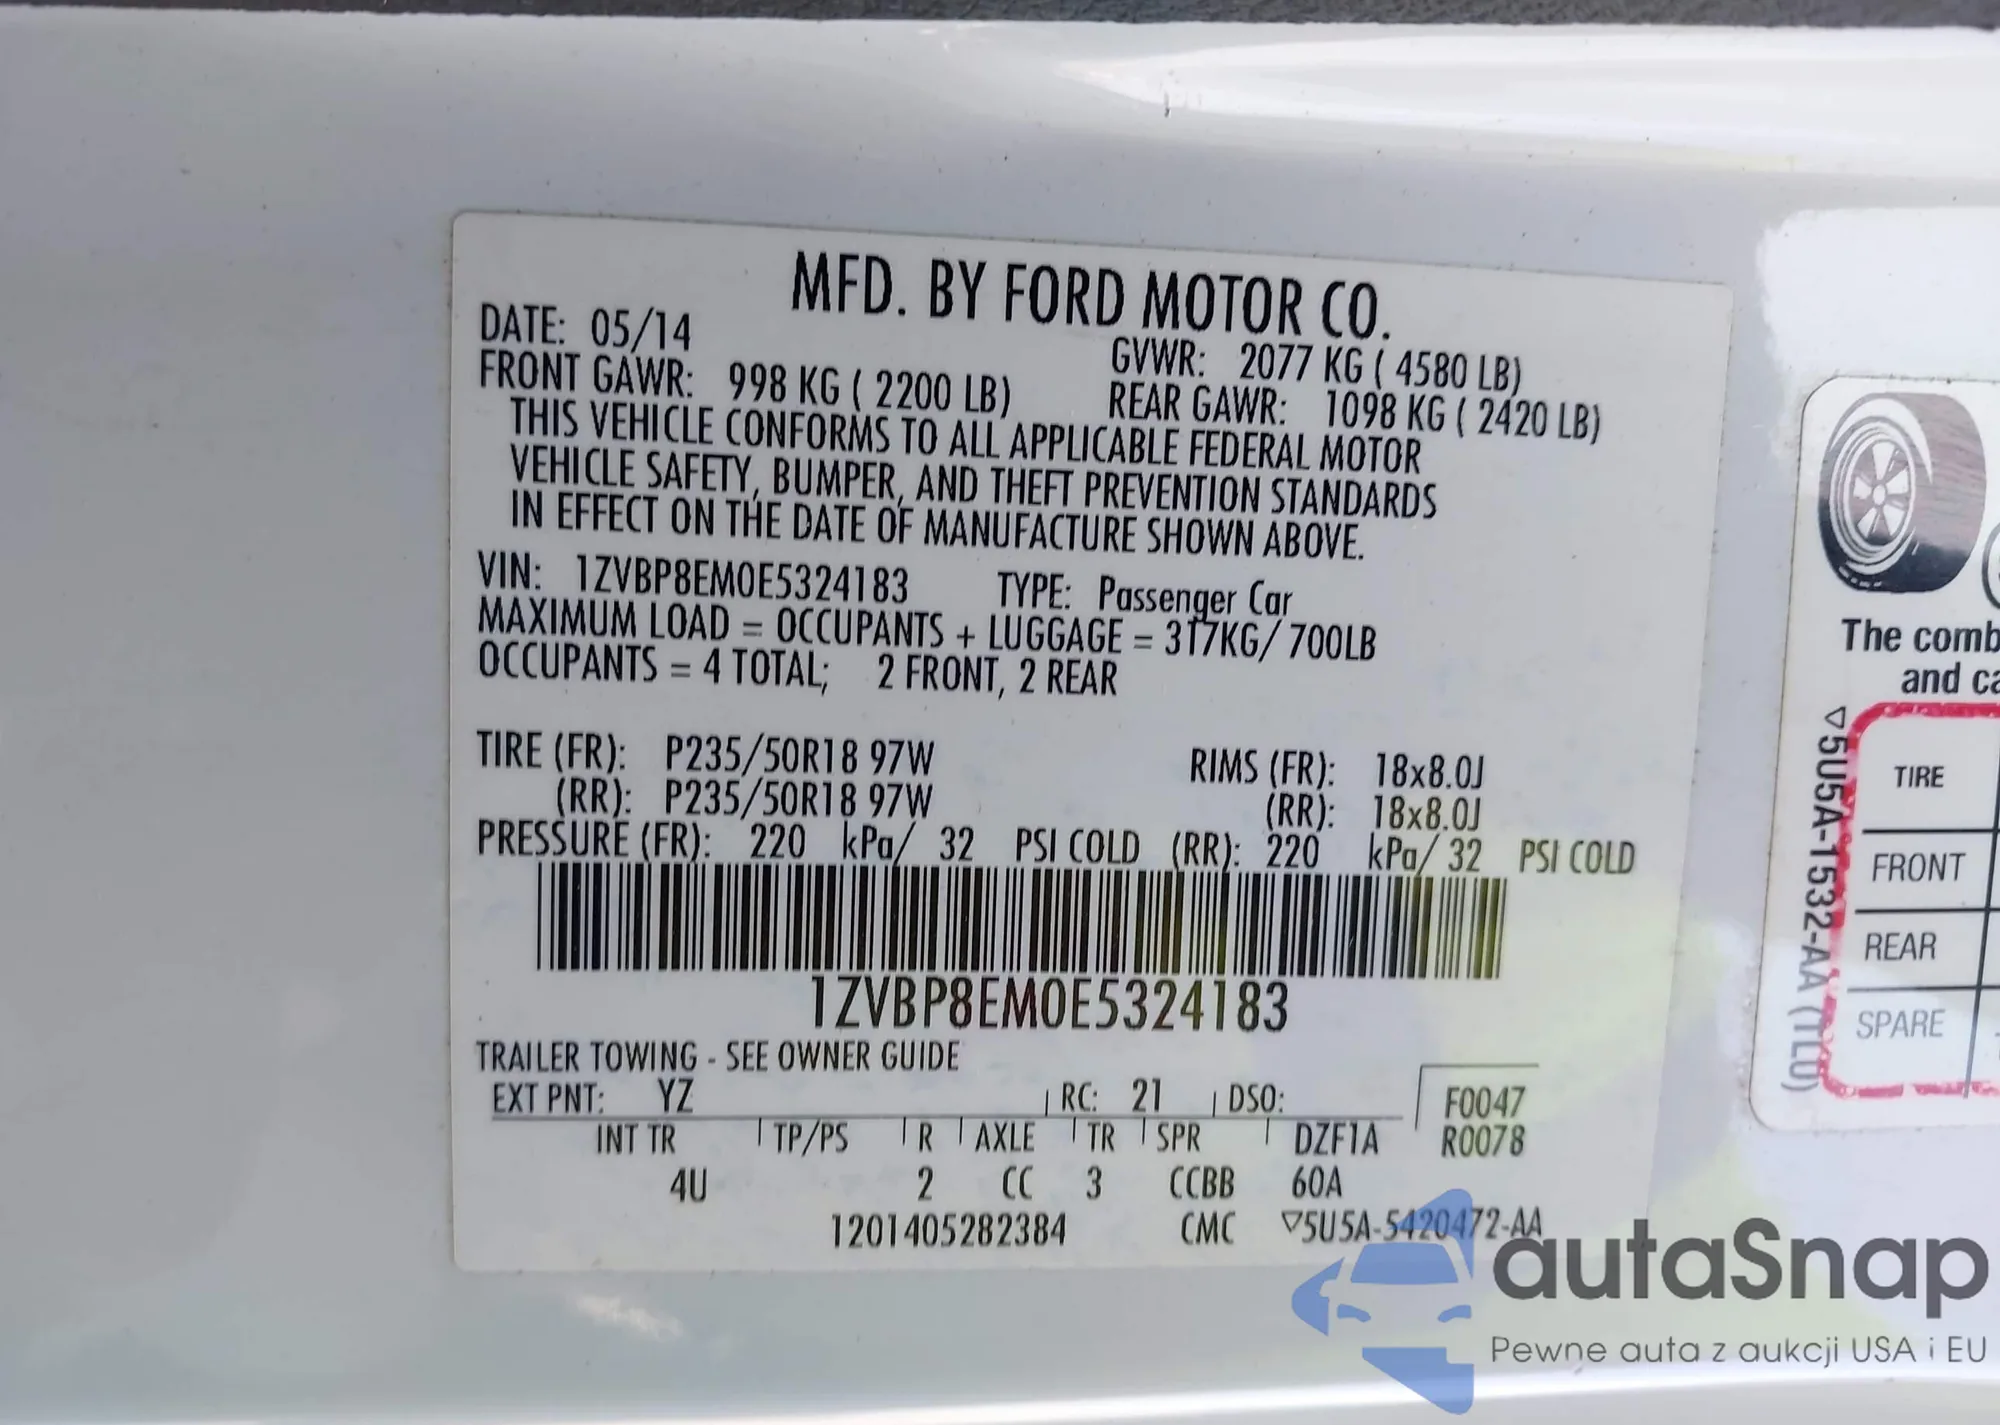 MFD. BY FORD MOTOR CO.
DATE: 05/14
GVWR: 2077 KG ( 4580 LB)
FRONT GAWR: 998 KG ( 2200 LB)
REAR GAWR: 1098 KG ( 2420 LB)
THIS VEHICLE CONFORMS TO ALL APPLICABLE FEDERAL MOTOR
VEHICLE SAFETY, BUMPER, AND THEFT PREVENTION STANDARDS
IN EFFECT ON THE DATE OF MANUFACTURE SHOWN ABOVE.
VIN: 1ZVBP8EM0E5324183 TYPE: Passenger Car
MAXIMUM LOAD = OCCUPANTS + LUGGAGE = 317KG/ 700LB
OCCUPANTS = 4 TOTAL; 2 FRONT, 2 REAR
TIRE (FR): P235/50R18 97W RIMS (FR): 18x8.0J
(RR): P235/50R18 97W (RR): 18x8.0J
PRESSURE (FR): 220 kPa/ 32 PSI COLD (RR): 220 kPa/ 32 PSI COLD
1ZVBP8EM0E5324183
TRAILER TOWING - SEE OWNER GUIDE
EXT PNT: YZ RC: 21 DSO: F0047
INT TR TP/PS R AXLE TR SPR DZF1A R0078
4U 2 CC 3 CCBB 60A
1201405282384 CMC ▽5U5A-5420472-AA
The comb
and ca
▽5U5A-1532-AA (TLU)
TIRE
FRONT
REAR
SPARE
autaSnap
Pewne auta z aukcji USA i EU